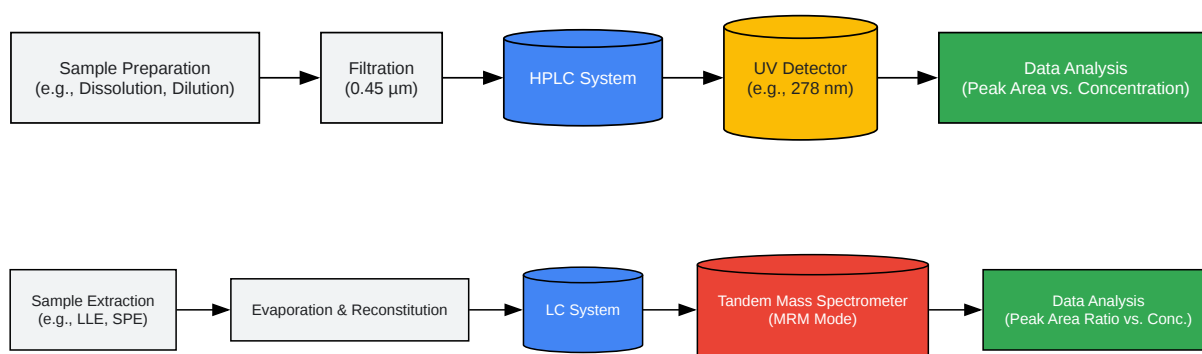 Sample Preparation
(e.g., Dissolution, Dilution)
Filtration
(0.45 µm)
HPLC System
UV Detector
(e.g., 278 nm)
Data Analysis
(Peak Area vs. Concentration)
Sample Extraction
(e.g., LLE, SPE)
Evaporation & Reconstitution
LC System
Tandem Mass Spectrometer
(MRM Mode)
Data Analysis
(Peak Area Ratio vs. Conc.)